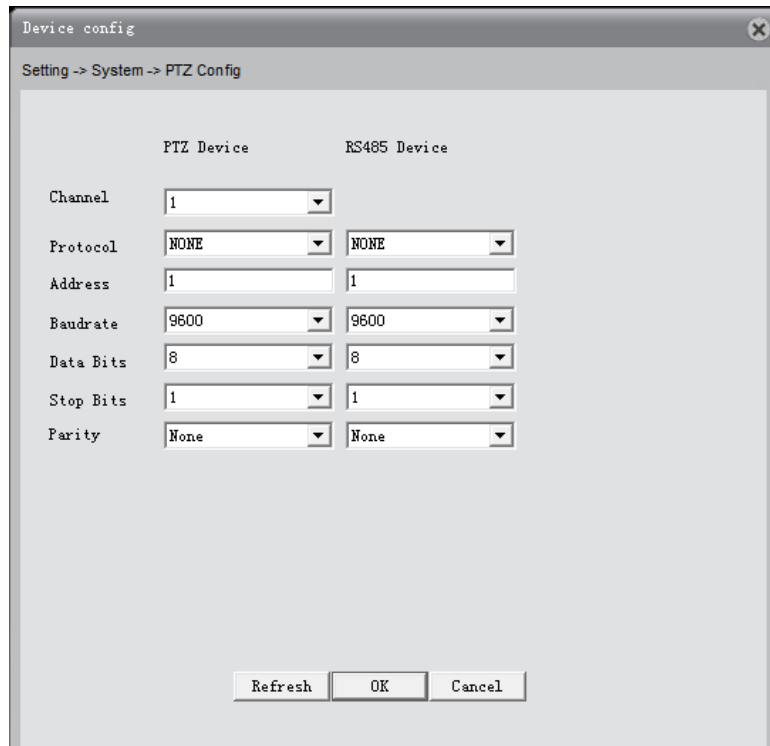 Device config
Setting -> System -> PTZ Config
PTZ Device RS485 Device
Channel 1
Protocol NONE NONE
Address 1 1
Baudrate 9600 9600
Data Bits 8 8
Stop Bits 1 1
Parity None None
Refresh OK Cancel